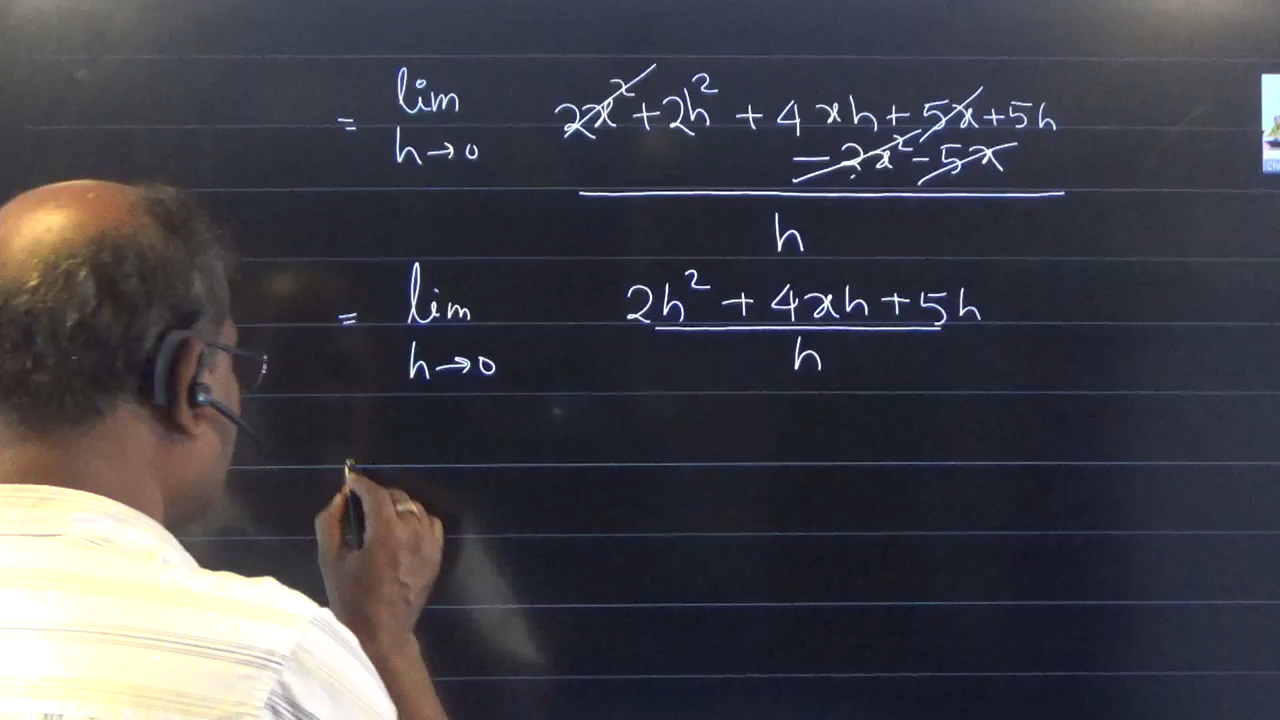 = lim 2x² + 2h² + 4xh + 5x + 5h
h→0 − 2x² − 5x
h
= lim 2h² + 4xh + 5h
h→0 h